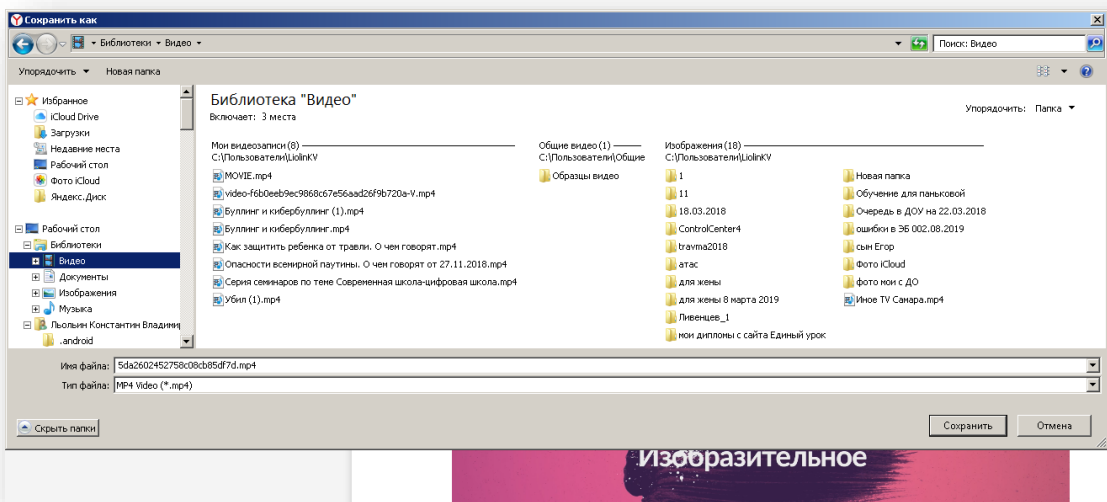 Сохранить как
Библиотеки Видео
Поиск: Видео
Упорядочить
Новая папка
Избранное
iCloud Drive
Загрузки
Недавние места
Рабочий стол
Фото iCloud
Яндекс.Диск
Рабочий стол
Библиотеки
Видео
Документы
Изображения
Музыка
Льольин Константин Владими
.android
Библиотека "Видео"
Включает: 3 места
Упорядочить: Папка
Мои видеозаписи (8)
C:\Пользователи\LiolinKV
MOVIE.mp4
video-f6b0eeb9ec9868c67e56aad26f9b720a-V.mp4
Буллинг и кибербуллинг (1).mp4
Буллинг и кибербуллинг.mp4
Как защитить ребенка от травли. О чем говорят.mp4
Опасности всемирной паутины. О чем говорят от 27.11.2018.mp4
Серия семинаров по теме Современная школа-цифровая школа.mp4
Убил (1).mp4
Общие видео (1)
C:\Пользователи\Общие
Образцы видео
Изображения (18)
C:\Пользователи\LiolinKV
1
11
18.03.2018
ControlCenter4
travma2018
атас
для жены
для жены 8 марта 2019
Ливенцев_1
мои дипломы с сайта Единый урок
Новая папка
Обучение для паньковой
Очередь в ДОУ на 22.03.2018
ошибки в ЭБ 002.08.2019
сын Егор
Фото iCloud
фото мои с ДО
Иное TV Самара.mp4
Имя файла: 5da2602452758c08cb85df7d.mp4
Тип файла: MP4 Video (*.mp4)
Скрыть папки
Сохранить
Отмена
Изобразительное